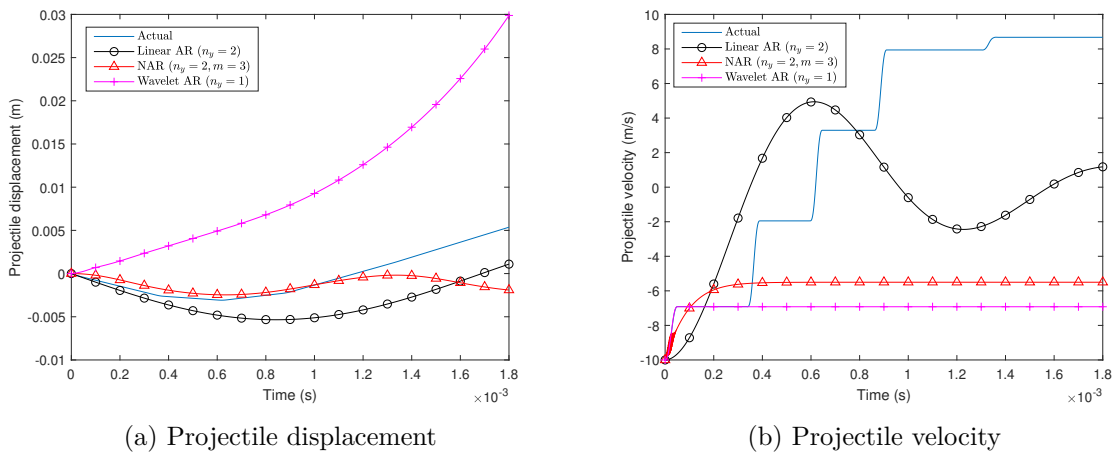 0.03
0.025
0.02
0.015
0.01
0.005
0
-0.005
-0.01
Projectile displacement (m)
Actual
Linear AR (n_y = 2)
NAR (n_y = 2, m = 3)
Wavelet AR (n_y = 1)
0 0.2 0.4 0.6 0.8 1 1.2 1.4 1.6 1.8
Time (s)
×10⁻³
(a) Projectile displacement
10
8
6
4
2
0
-2
-4
-6
-8
-10
Projectile velocity (m/s)
Actual
Linear AR (n_y = 2)
NAR (n_y = 2, m = 3)
Wavelet AR (n_y = 1)
0 0.2 0.4 0.6 0.8 1 1.2 1.4 1.6 1.8
Time (s)
×10⁻³
(b) Projectile velocity